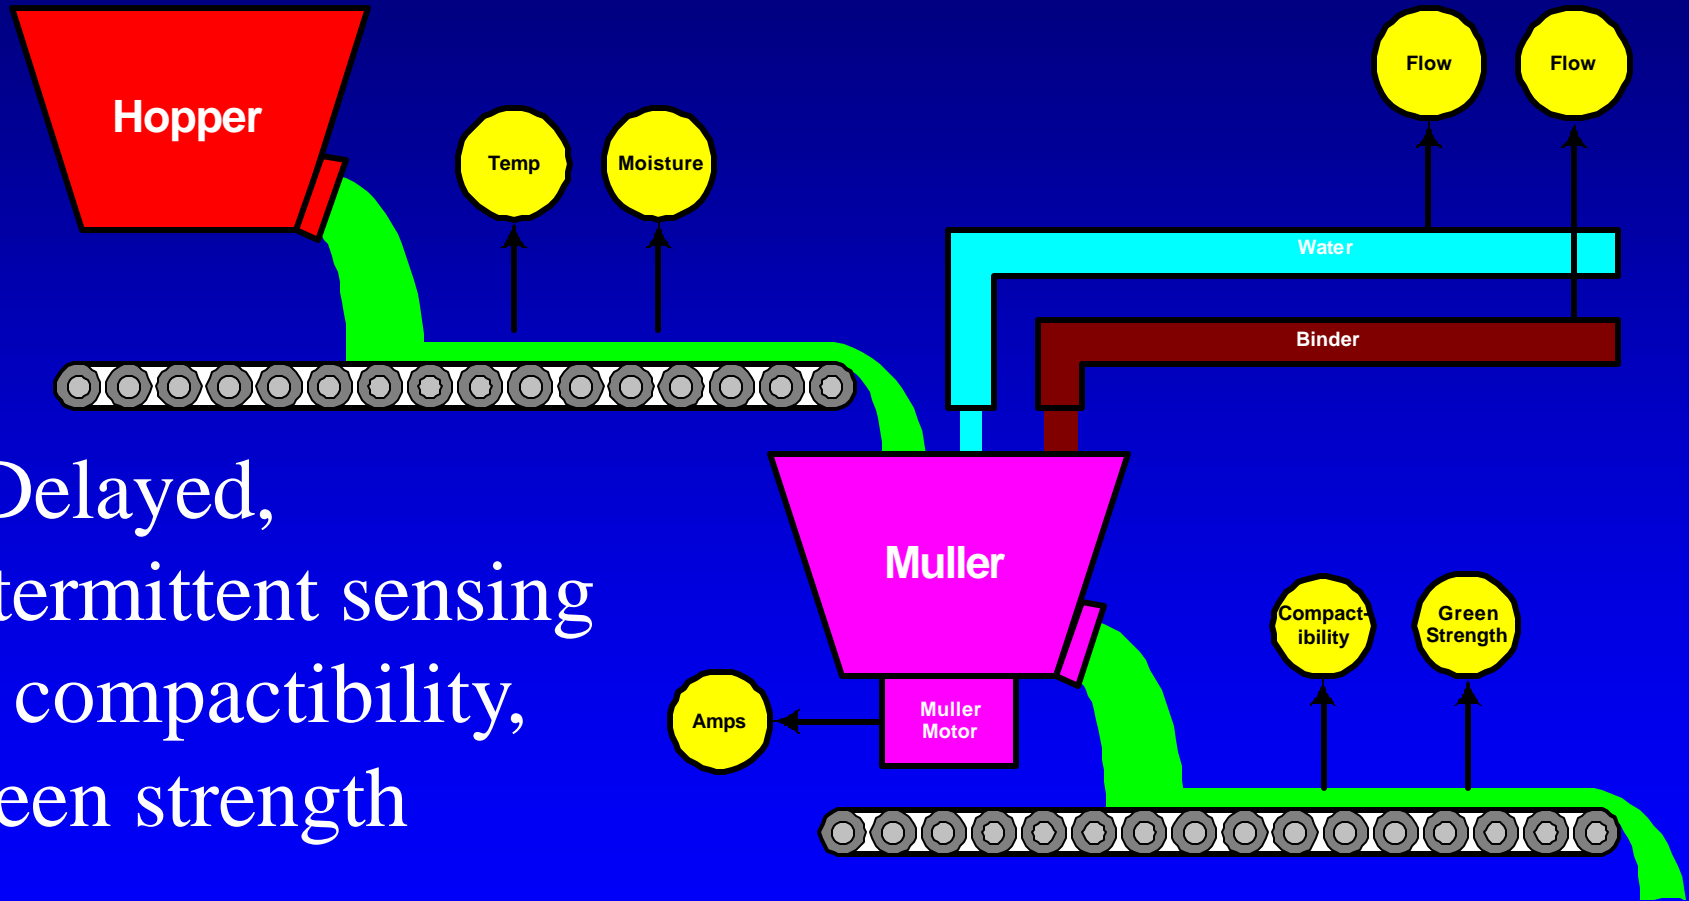 Flow
Flow
Hopper
Temp
Moisture
Water
Binder
Delayed,
termittent sensing
compactibility,
een strength
Muller
Compact-
ibility
Green
Strength
Amps
Muller
Motor